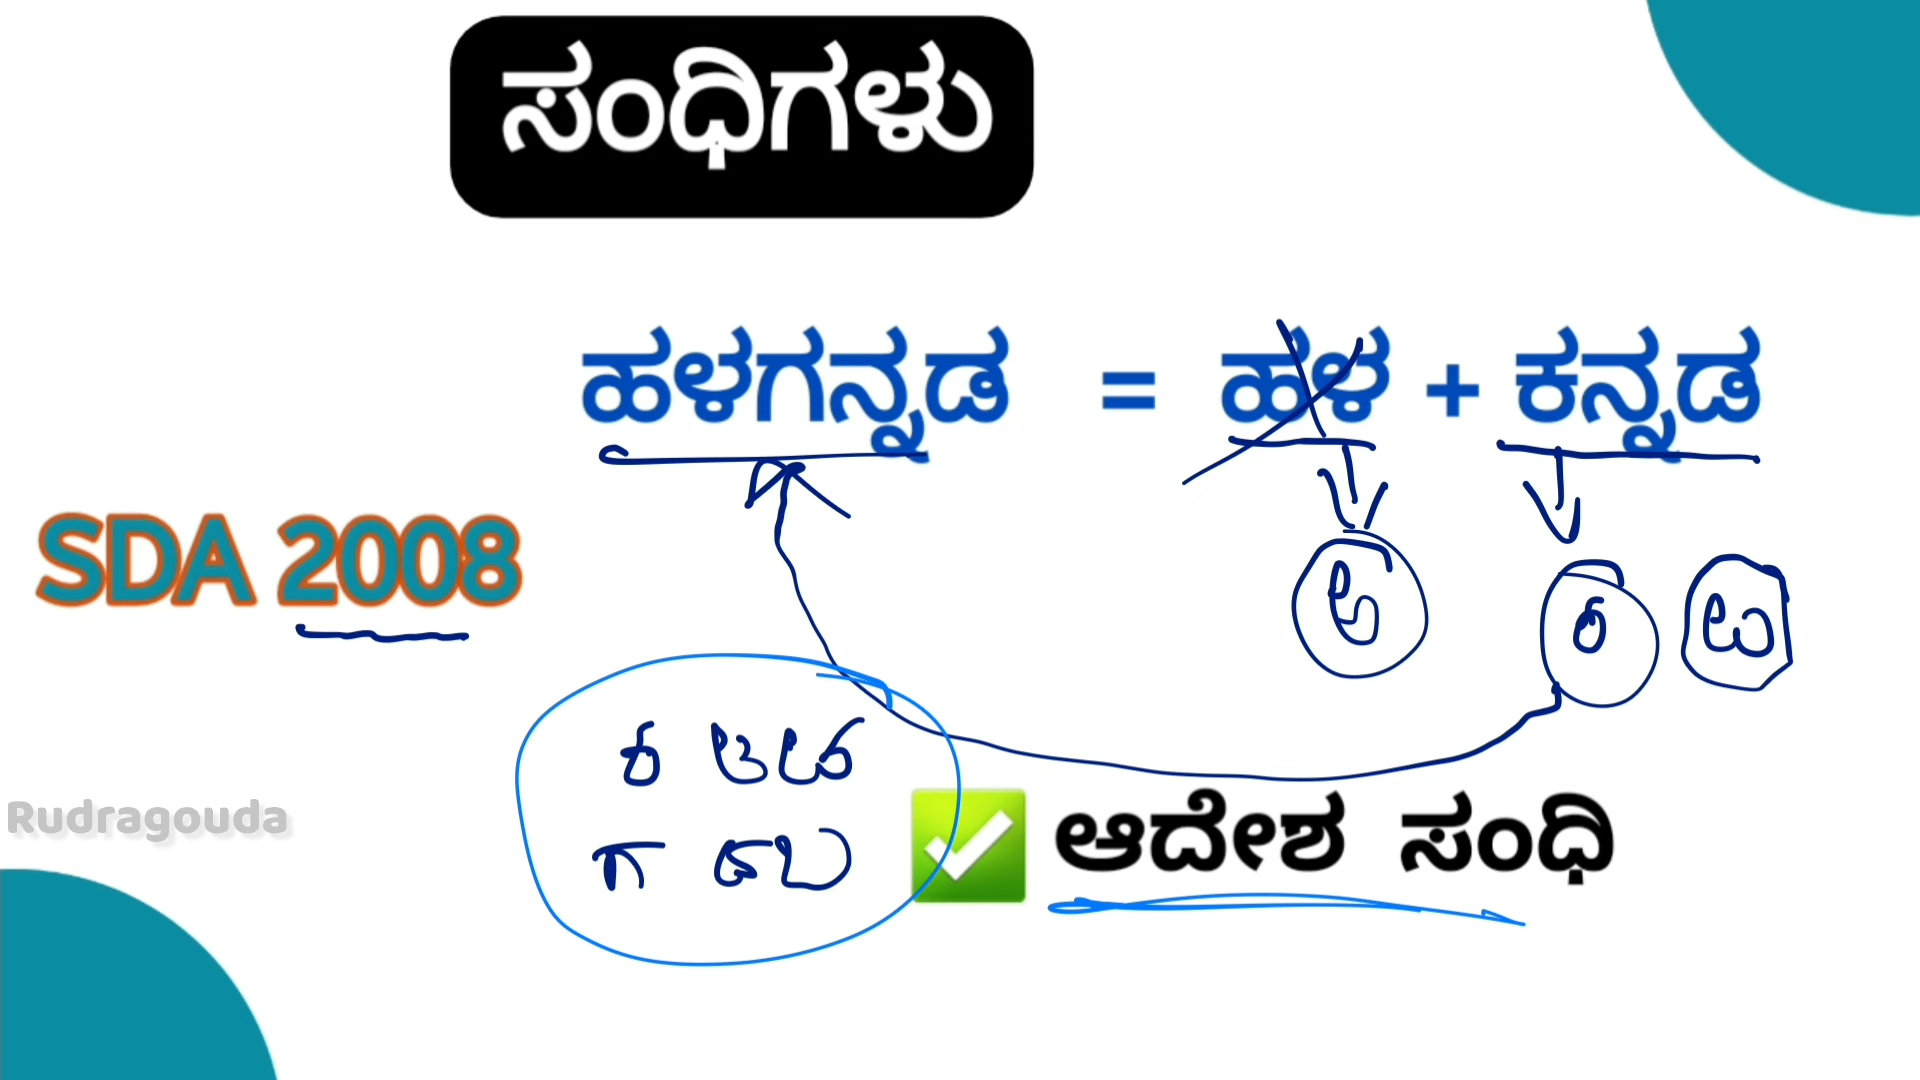 ಸಂಧಿಗಳು
ಹಳಗನ್ನಡ = ಹಳ + ಕನ್ನಡ
SDA 2008
ಅ ಕ
ಕ
Rudragouda
ಗ
ಆದೇಶ ಸಂಧಿ